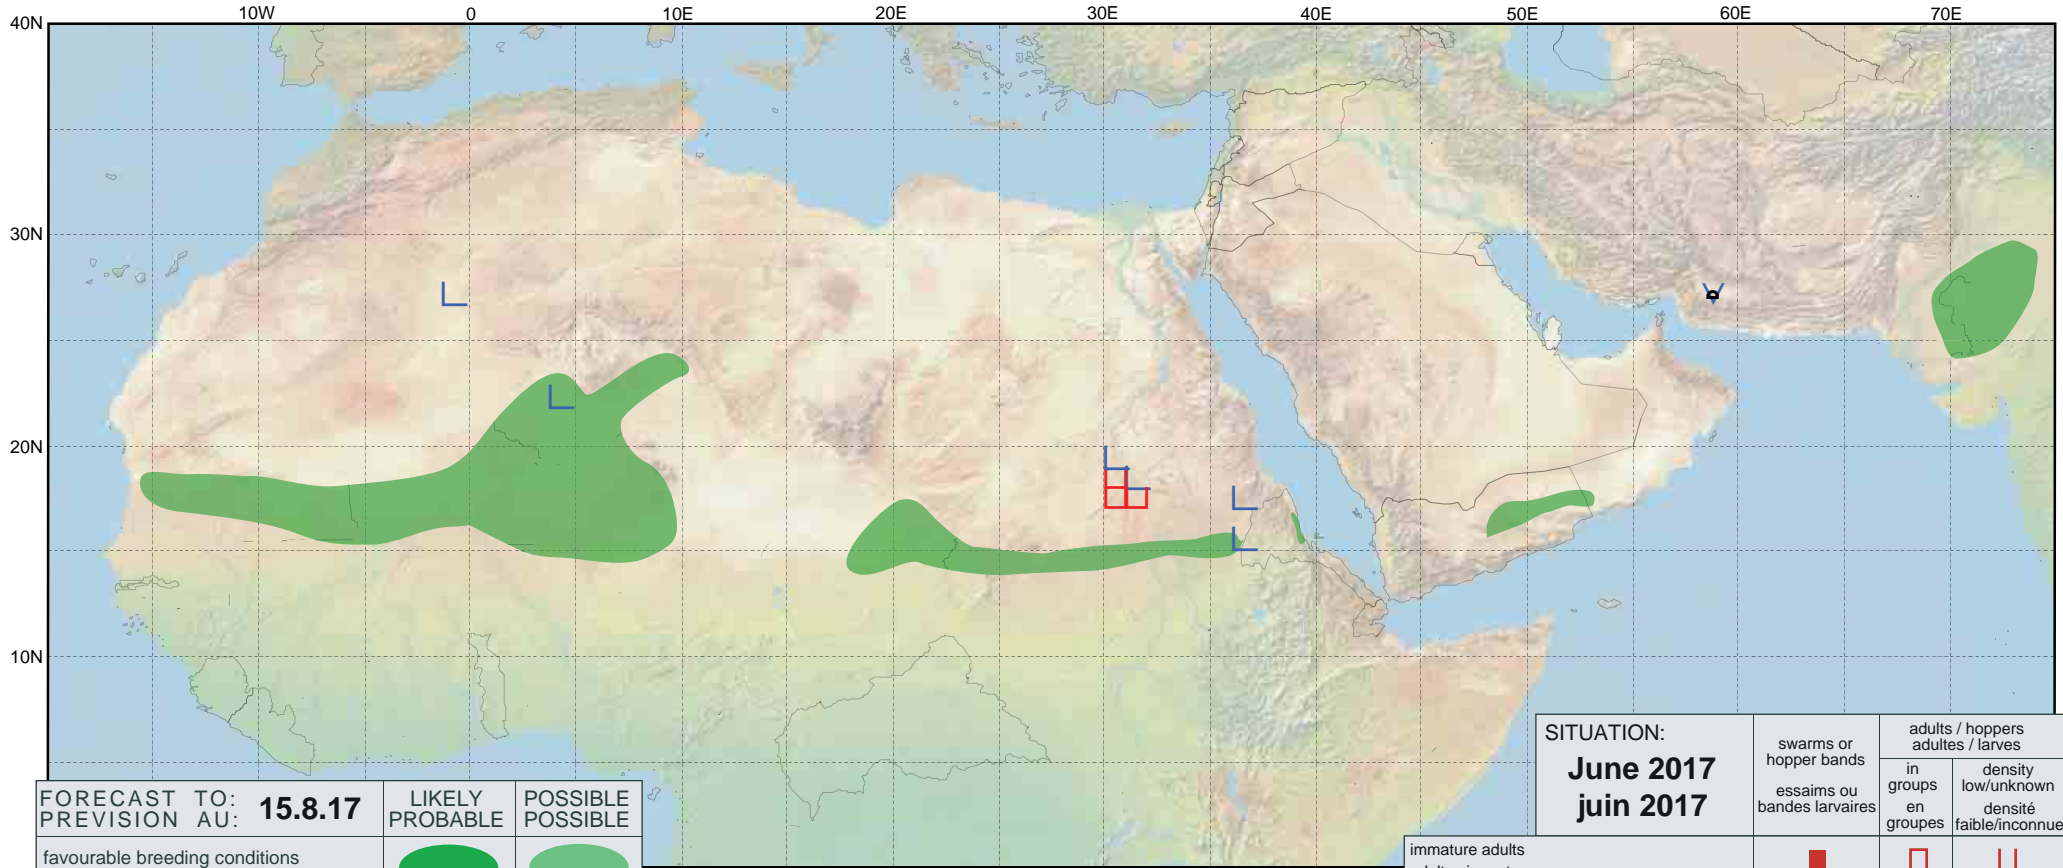 10W 0 10E 20E 30E 40E 50E 60E 70E
40N
30N
20N
10N
D
FORECAST TO: 15.8.17
PREVISION AU:
LIKELY
PROBABLE
POSSIBLE
POSSIBLE
favourable breeding conditions
SITUATION:
June 2017
juin 2017
swarms or
hopper bands
essaims ou
bandes larvaires
adults / hoppers
adultes / larves
in
groups
en
groupes
density
low/unknown
densité
faible/inconnue
immature adults